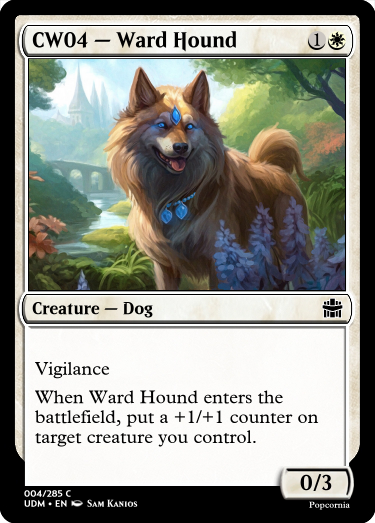 CW04 — Ward Hound 1
Creature — Dog
Vigilance
When Ward Hound enters the
battlefield, put a +1/+1 counter on
target creature you control.
0/3
004/285 C
UDM • EN Sam Kanios
Popcornia